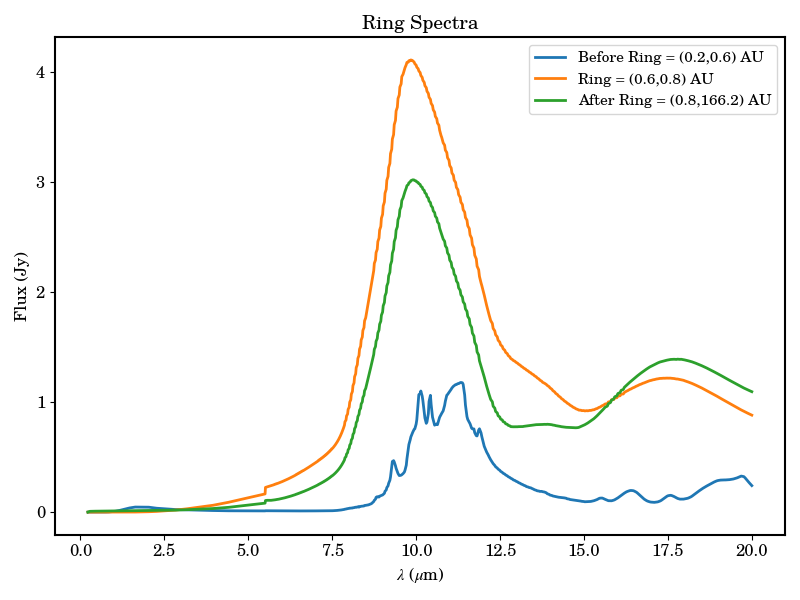 Ring Spectra
Before Ring = (0.2,0.6) AU
Ring = (0.6,0.8) AU
After Ring = (0.8,166.2) AU
Flux (Jy)
4
3
2
1
0
0.0 2.5 5.0 7.5 10.0 12.5 15.0 17.5 20.0
λ (μm)